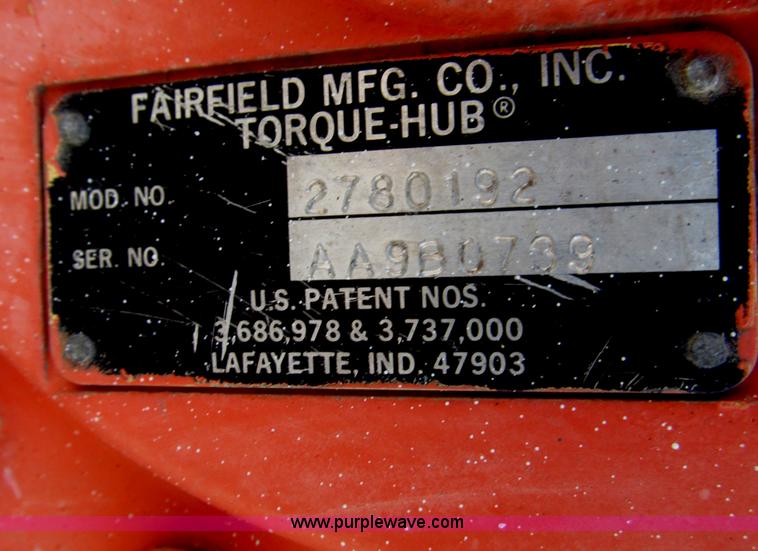 FAIRFIELD MFG. CO., INC.
TORQUE-HUB®
MOD. NO. 2780192
SER. NO. AA9B0739
U.S. PATENT NOS.
3,686,978 & 3,737,000
LAFAYETTE, IND. 47903
www.purplewave.com